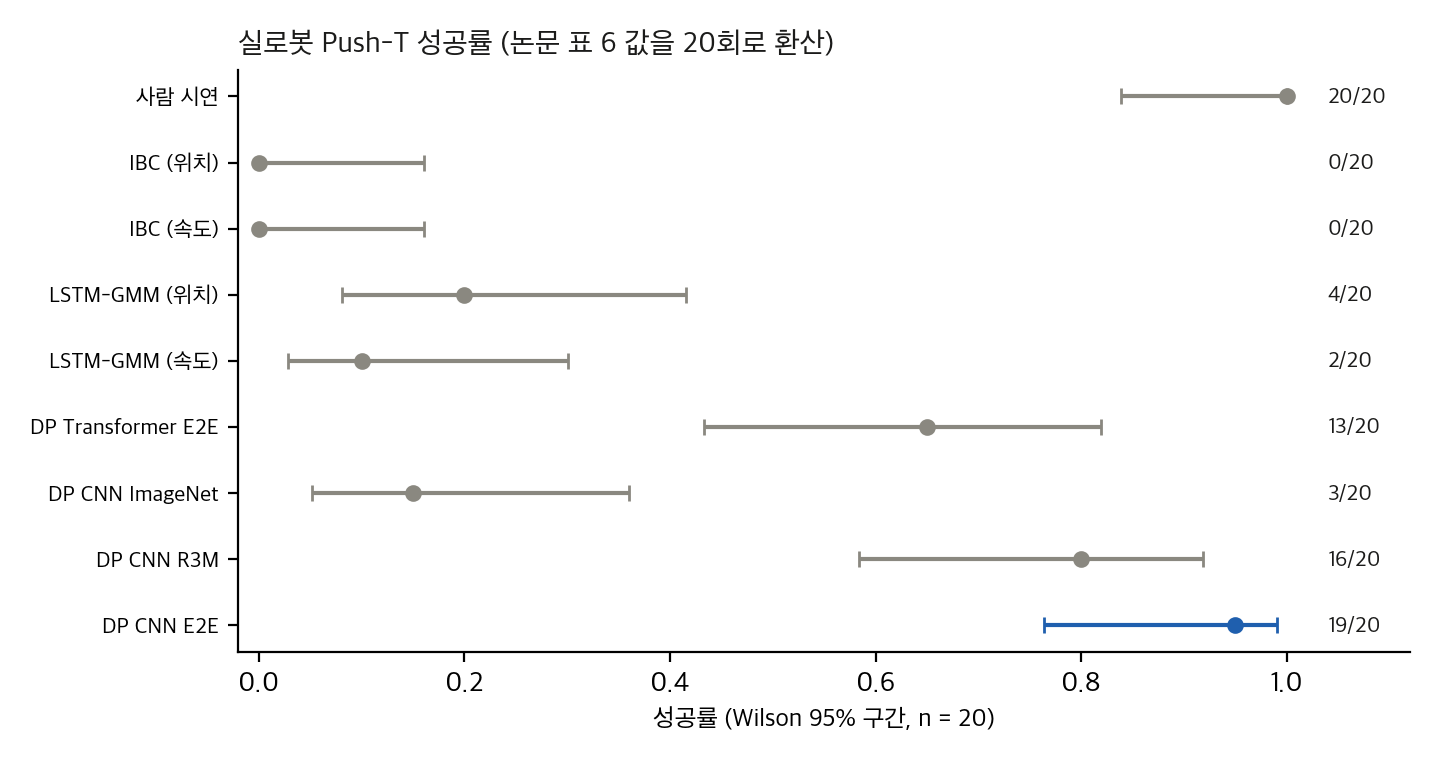 실로봇 Push-T 성공률 (논문 표 6 값을 20회로 환산)
사람 시연 20/20
IBC (위치) 0/20
IBC (속도) 0/20
LSTM-GMM (위치) 4/20
LSTM-GMM (속도) 2/20
DP Transformer E2E 13/20
DP CNN ImageNet 3/20
DP CNN R3M 16/20
DP CNN E2E 19/20
0.0 0.2 0.4 0.6 0.8 1.0
성공률 (Wilson 95% 구간, n = 20)